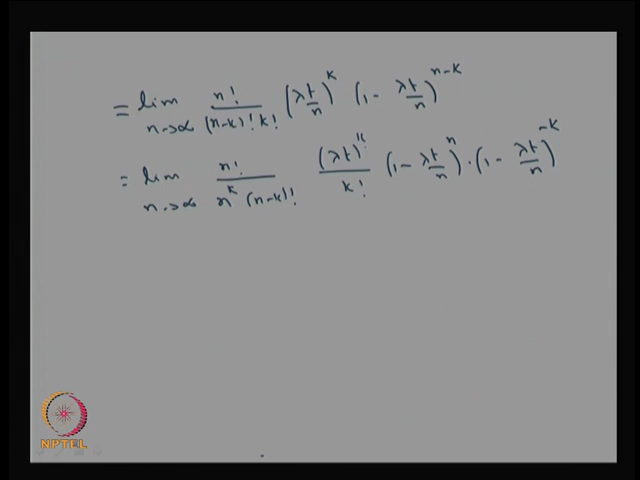 = lim n→∞ n!/((n-k)! k!) (λt/n)^k (1 - λt/n)^(n-k)
= lim n→∞ n!/(n^k (n-k)!) (λt)^k/k! (1 - λt/n)^n · (1 - λt/n)^(-k)
NPTEL